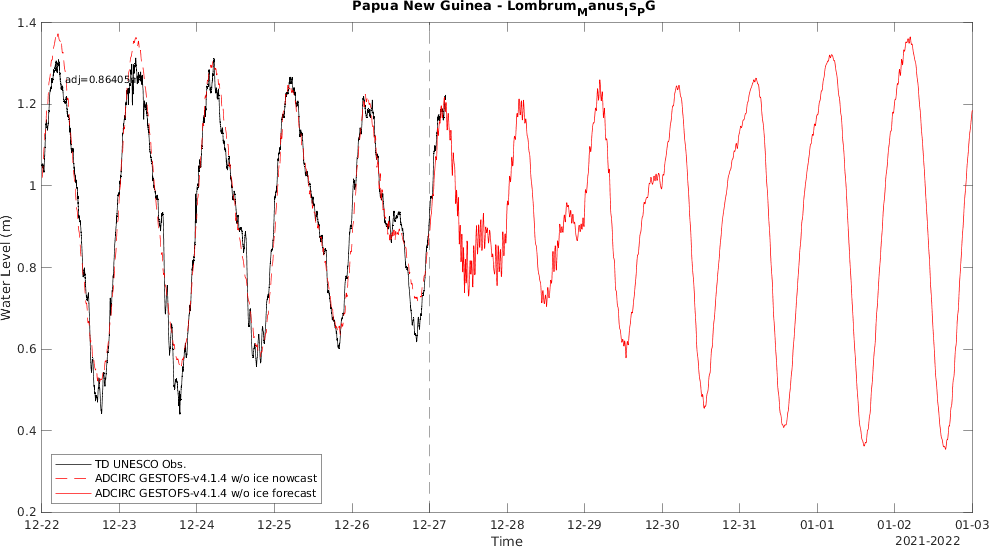 Papua New Guinea - LombrumManusIsPG
1.4
1.2
1
0.8
0.6
0.4
0.2
Water Level (m)
adj=0.86405
TD UNESCO Obs.
ADCIRC GESTOFS-v4.1.4 w/o ice nowcast
ADCIRC GESTOFS-v4.1.4 w/o ice forecast
12-22 12-23 12-24 12-25 12-26 12-27 12-28 12-29 12-30 12-31 01-01 01-02 01-03
Time
2021-2022